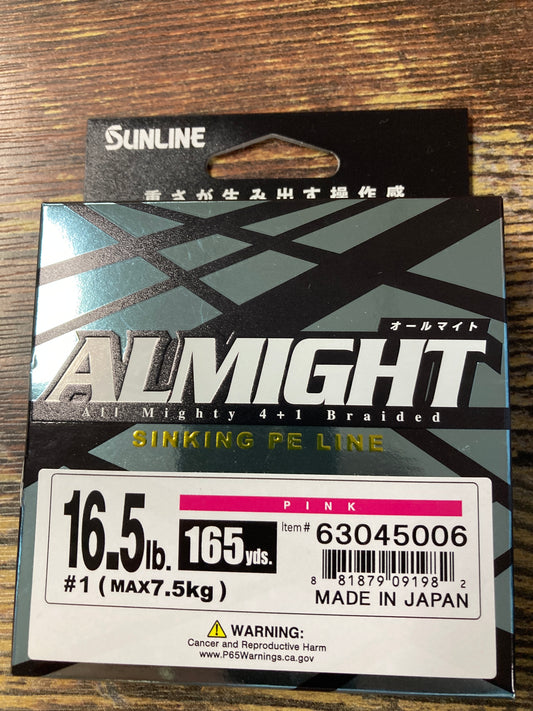 SUNLINE
重さが生み出す操作感
オールマイト
ALMIGHT
All Mighty 4+1 Braided
SINKING PE LINE
PINK
16.5lb. 165yds.
#1 (MAX7.5kg)
Item# 63045006
8 81879 09198 2
MADE IN JAPAN
WARNING:
Cancer and Reproductive Harm
www.P65Warnings.ca.gov